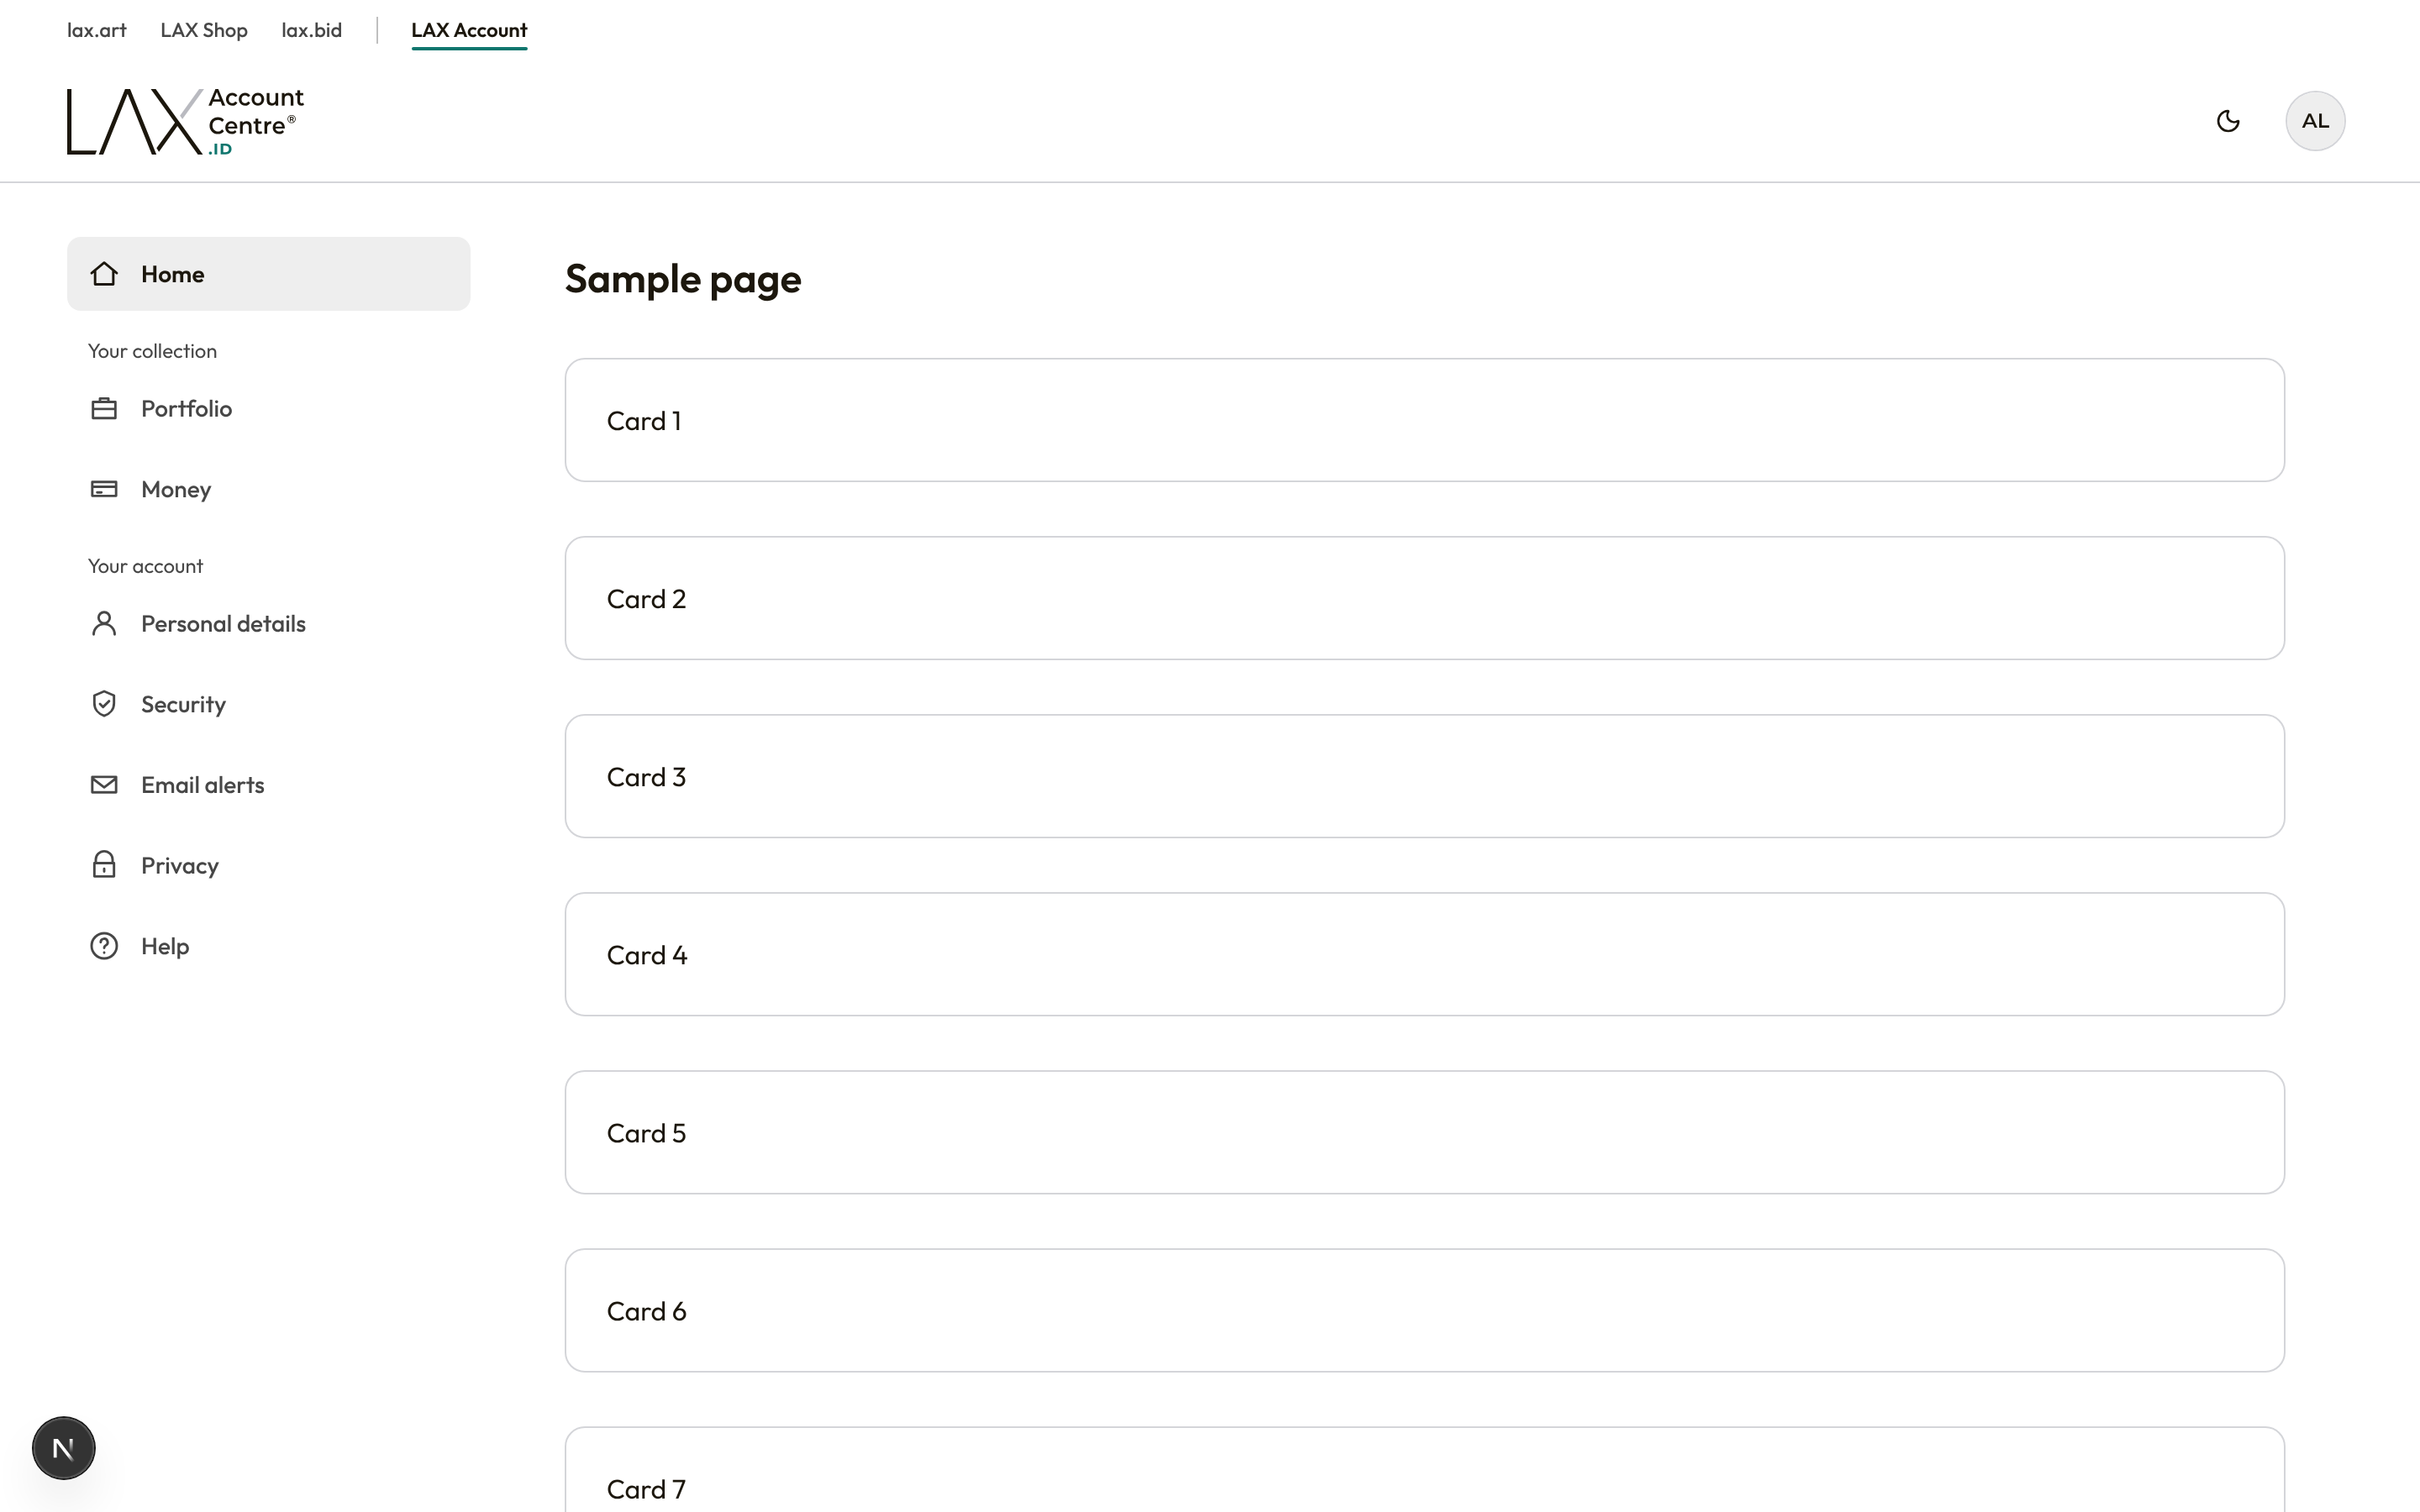 lax.art LAX Shop lax.bid LAX Account
LAX Account
Centre®
.ID
AL
Home
Your collection
Portfolio
Money
Your account
Personal details
Security
Email alerts
Privacy
Help
Sample page
Card 1
Card 2
Card 3
Card 4
Card 5
Card 6
Card 7
N